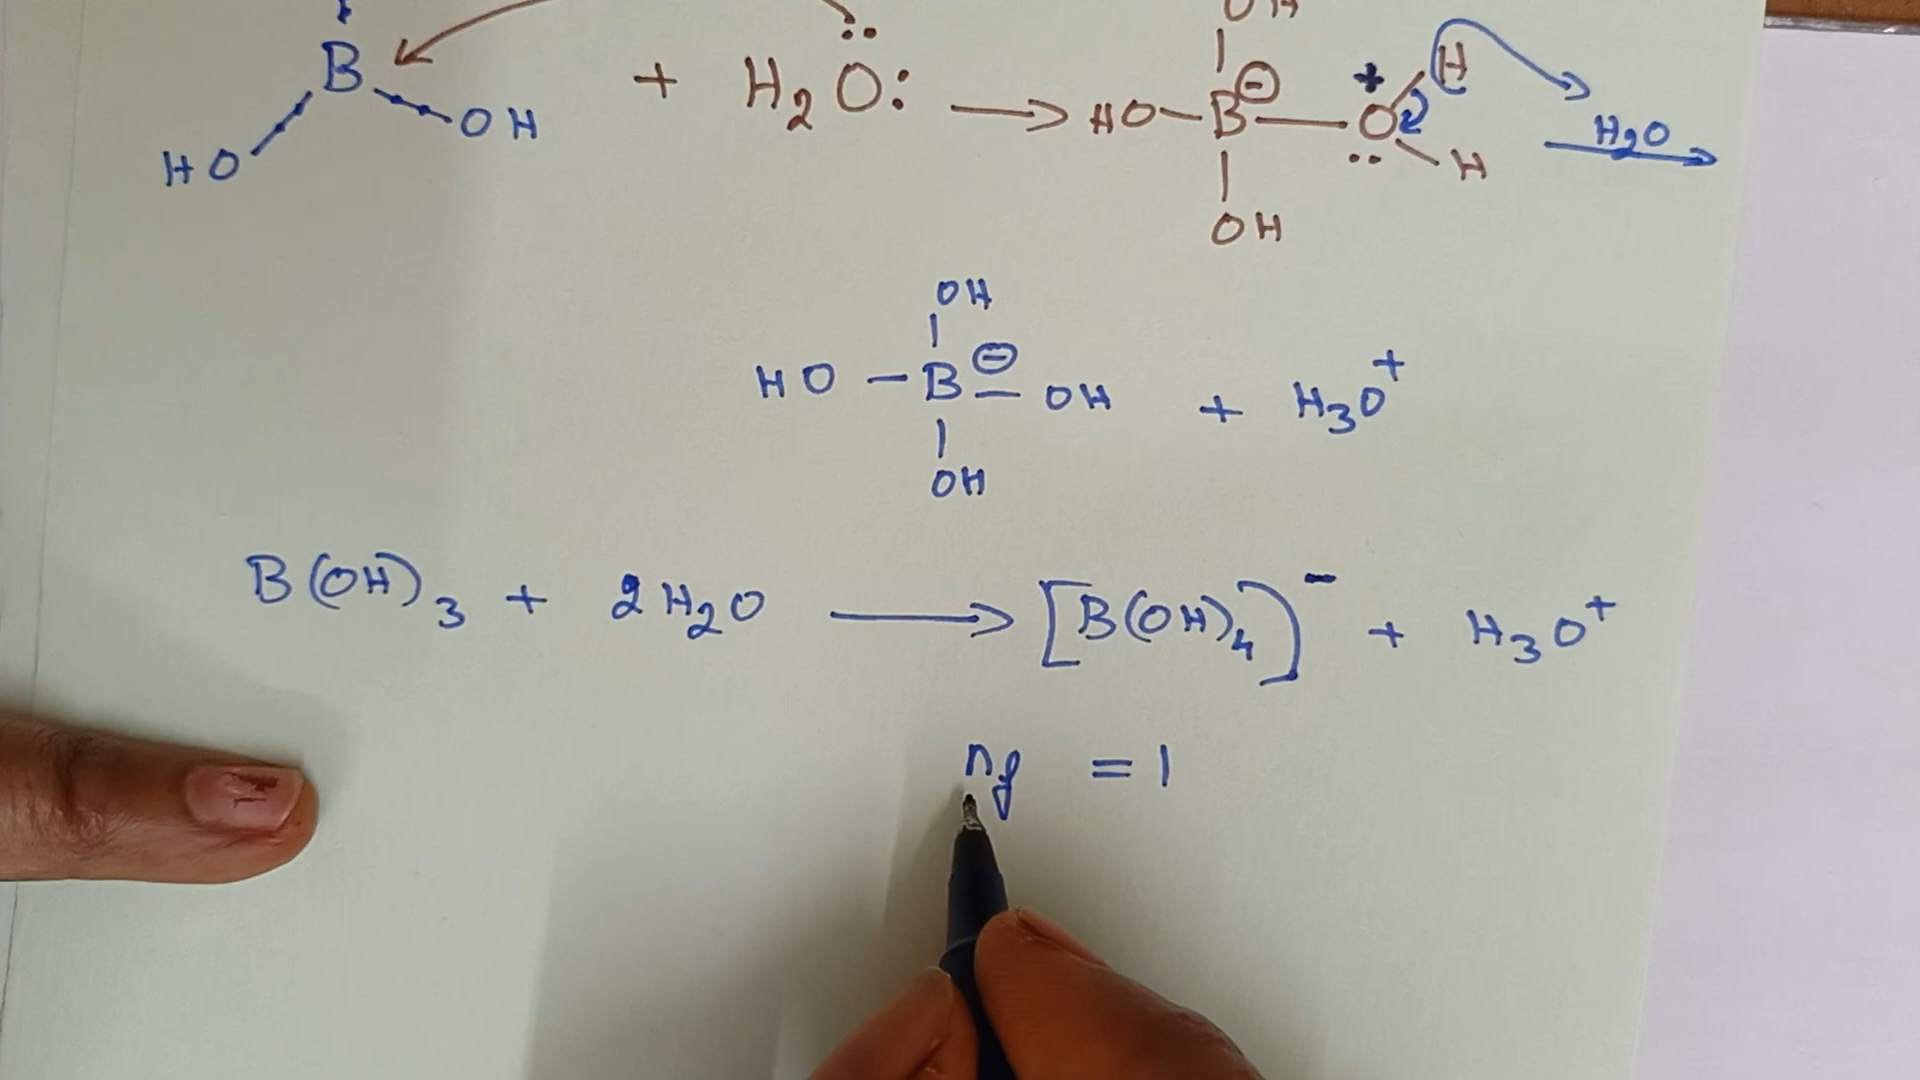 OH
B
HO
OH
+ H₂O: ⟶ HO–B⊖–O⁺
H
H
OH
H₂O
OH
HO – B⊖ – OH + H₃O⁺
OH
B(OH)₃ + 2H₂O ⟶ [B(OH)₄]⁻ + H₃O⁺
nf = 1